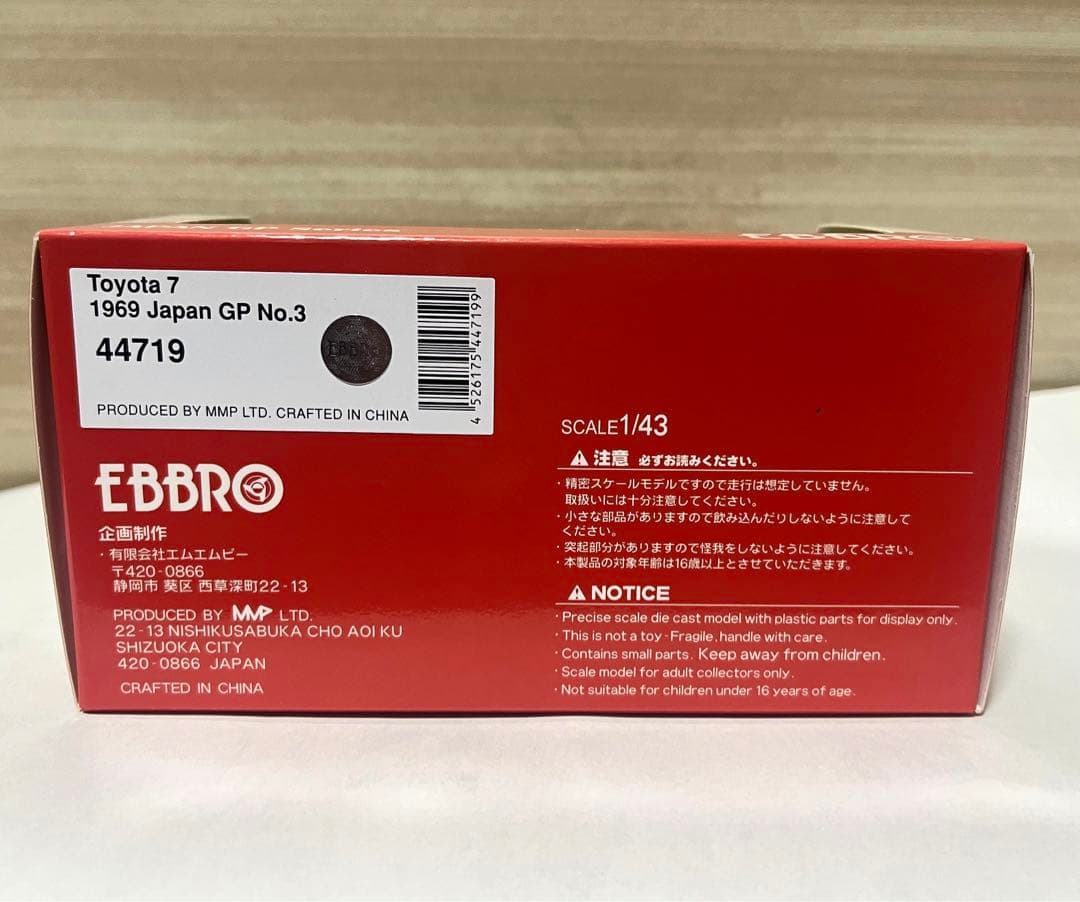 JAPAN GP Series
EBBRO
Toyota 7
1969 Japan GP No.3
44719
EBBRO
4 526175 447199
PRODUCED BY MMP LTD. CRAFTED IN CHINA
EBBRO
企画制作
・有限会社エムエムピー
〒420-0866
静岡市 葵区 西草深町22-13
PRODUCED BY MMP LTD.
22-13 NISHIKUSABUKA CHO AOI KU
SHIZUOKA CITY
420-0866 JAPAN
CRAFTED IN CHINA
SCALE1/43
⚠ 注意 必ずお読みください。
・精密スケールモデルですので走行は想定していません。
取扱いには十分注意してください。
・小さな部品がありますので飲み込んだりしないように注意して
ください。
・突起部分がありますので怪我をしないように注意してください。
・本製品の対象年齢は16歳以上とさせていただきます。
⚠ NOTICE
・Precise scale die cast model with plastic parts for display only.
・This is not a toy-Fragile, handle with care.
・Contains small parts. Keep away from children.
・Scale model for adult collectors only.
・Not suitable for children under 16 years of age.